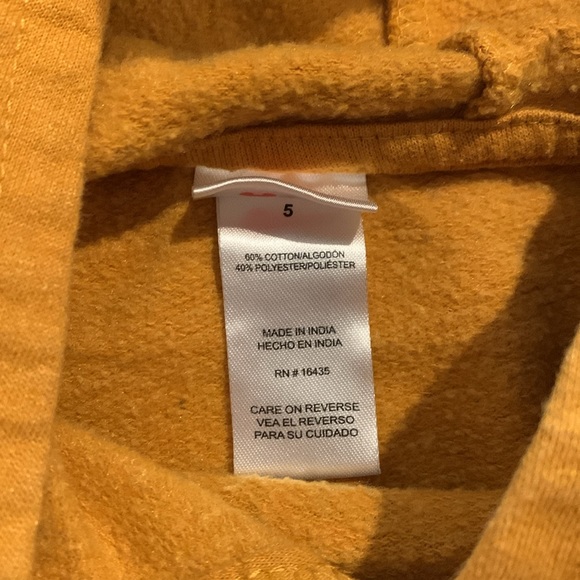 5
60% COTTON/ALGODÓN
40% POLYESTER/POLIÉSTER
MADE IN INDIA
HECHO EN INDIA
RN # 16435
CARE ON REVERSE
VEA EL REVERSO
PARA SU CUIDADO